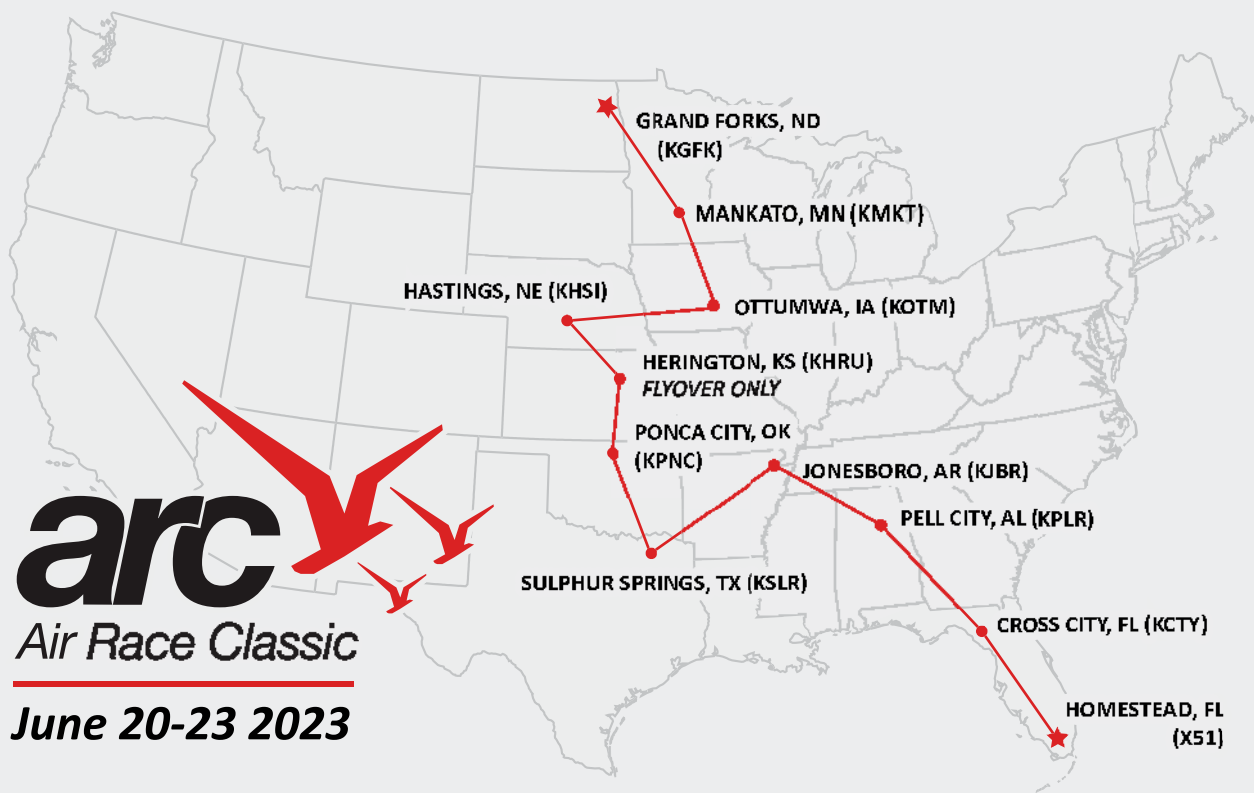 GRAND FORKS, ND
(KGFK)
MANKATO, MN (KMKT)
HASTINGS, NE (KHSI)
OTTUMWA, IA (KOTM)
HERINGTON, KS (KHRU)
FLYOVER ONLY
PONCA CITY, OK
(KPNC)
JONESBORO, AR (KJBR)
PELL CITY, AL (KPLR)
SULPHUR SPRINGS, TX (KSLR)
CROSS CITY, FL (KCTY)
HOMESTEAD, FL
(X51)
arc
Air Race Classic
June 20-23 2023